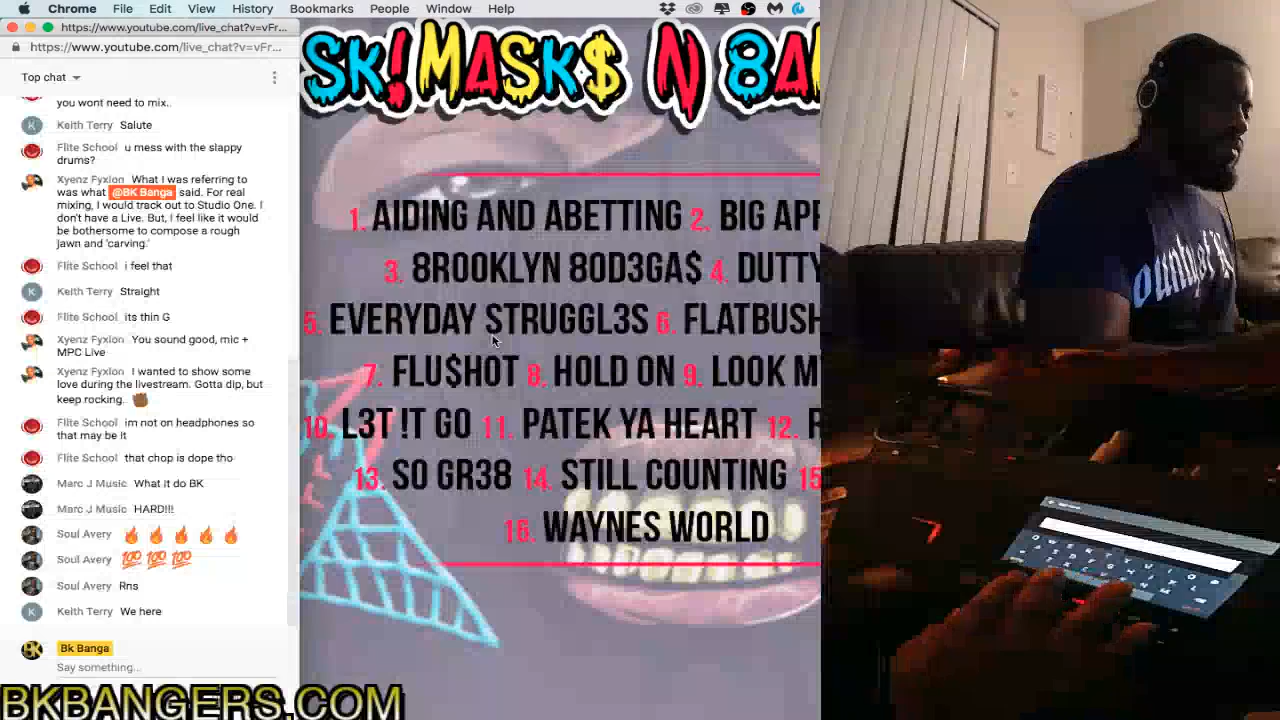 Chrome File Edit View History Bookmarks People Window Help
https://www.youtube.com/live_chat?v=vFr...
https://www.youtube.com/live_chat?v=vFr...
Top chat
you wont need to mix..
Keith Terry Salute
Flite School u mess with the slappy
drums?
Xyenz Fyxion What I was referring to
was what @BK Banga said. For real
mixing, I would track out to Studio One. I
don't have a Live. But, I feel like it would
be bothersome to compose a rough
jawn and 'carving.'
Flite School i feel that
Keith Terry Straight
Flite School its thin G
Xyenz Fyxion You sound good, mic +
MPC Live
Xyenz Fyxion I wanted to show some
love during the livestream. Gotta dip, but
keep rocking.
Flite School im not on headphones so
that may be it
Flite School that chop is dope tho
Marc J Music What It do BK
Marc J Music HARD!!!
Soul Avery 🔥 🔥 🔥 🔥 🔥
Soul Avery 💯 💯 💯
Soul Avery Rns
Keith Terry We here
Bk Banga
Say something...
SK!MASK$ N 8A
1. AIDING AND ABETTING 2. BIG APP
3. 8ROOKLYN 8OD3GA$ 4. DUTTY
5. EVERYDAY STRUGGL3S 6. FLATBUSH
7. FLU$HOT 8. HOLD ON 9. LOOK M
10. L3T !T GO 11. PATEK YA HEART 12.
13. SO GR38 14. STILL COUNTING 15
16. WAYNES WORLD
BKBANGERS.COM